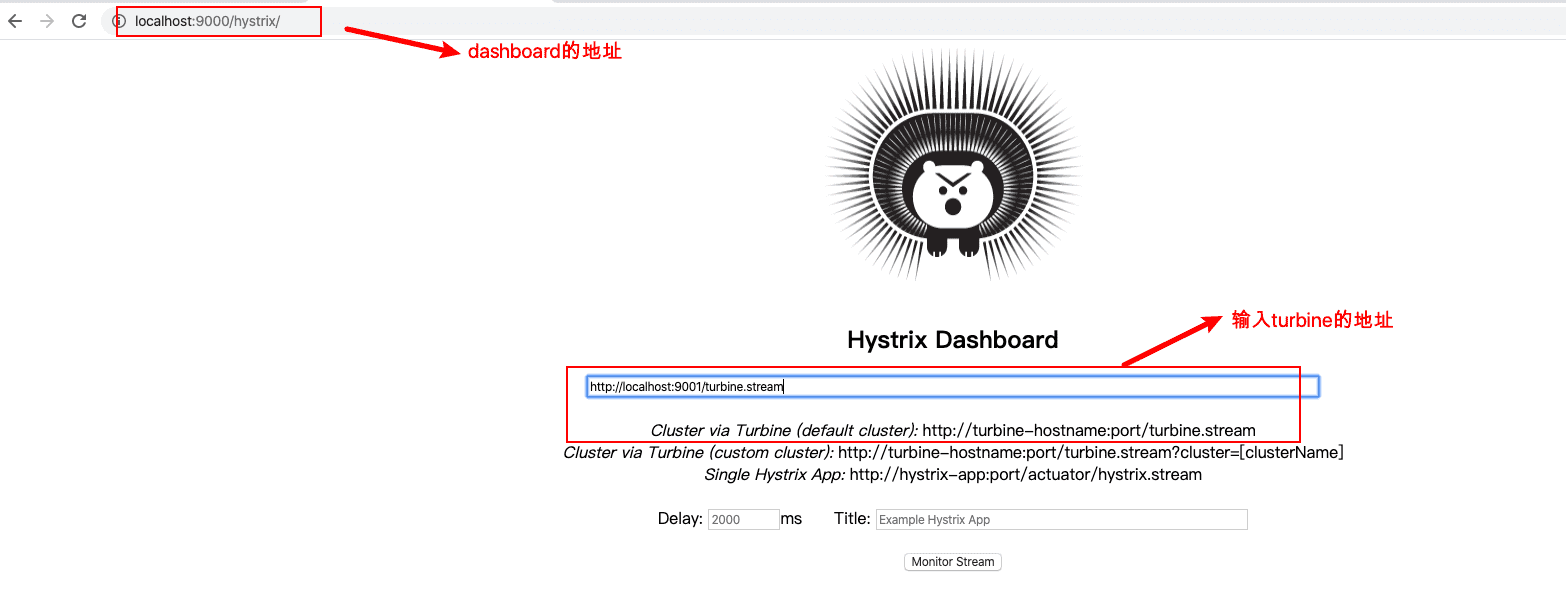 localhost:9000/hystrix/
dashboard的地址
输入turbine的地址
Hystrix Dashboard
http://localhost:9001/turbine.stream
Cluster via Turbine (default cluster): http://turbine-hostname:port/turbine.stream
Cluster via Turbine (custom cluster): http://turbine-hostname:port/turbine.stream?cluster=[clusterName]
Single Hystrix App: http://hystrix-app:port/actuator/hystrix.stream
Delay: 2000 ms Title: Example Hystrix App
Monitor Stream